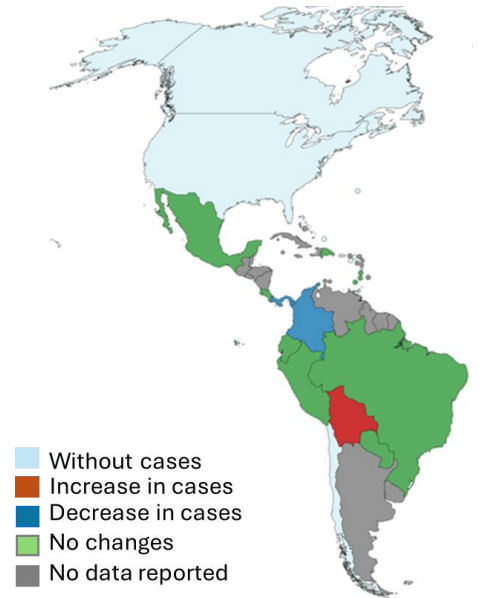 Without cases
Increase in cases
Decrease in cases
No changes
No data reported